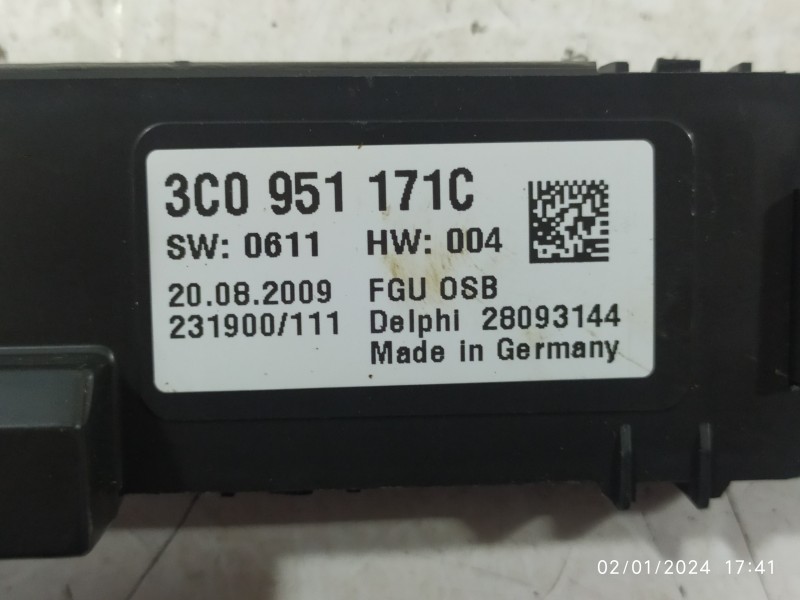 3C0 951 171C
SW: 0611 HW: 004
20.08.2009 FGU OSB
231900/111 Delphi 28093144
Made in Germany
02/01/2024 17:41